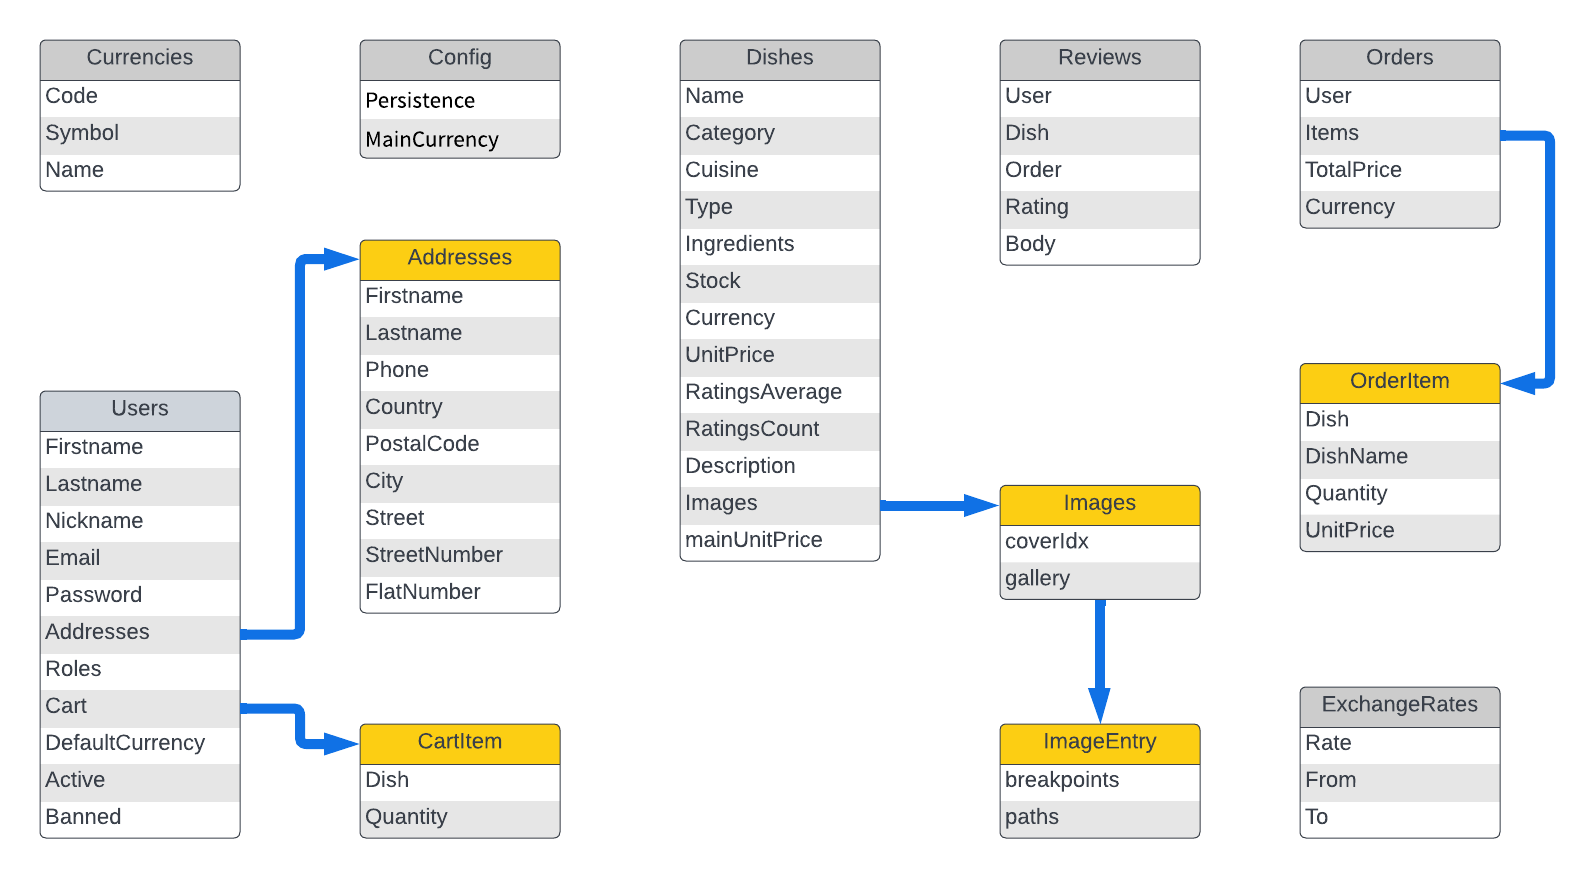 Currencies
Code
Symbol
Name
Config
Persistence
MainCurrency
Dishes
Name
Category
Cuisine
Type
Ingredients
Stock
Currency
UnitPrice
RatingsAverage
RatingsCount
Description
Images
mainUnitPrice
Reviews
User
Dish
Order
Rating
Body
Orders
User
Items
TotalPrice
Currency
Addresses
Firstname
Lastname
Phone
Country
PostalCode
City
Street
StreetNumber
FlatNumber
Users
Firstname
Lastname
Nickname
Email
Password
Addresses
Roles
Cart
DefaultCurrency
Active
Banned
CartItem
Dish
Quantity
Images
coverIdx
gallery
ImageEntry
breakpoints
paths
OrderItem
Dish
DishName
Quantity
UnitPrice
ExchangeRates
Rate
From
To